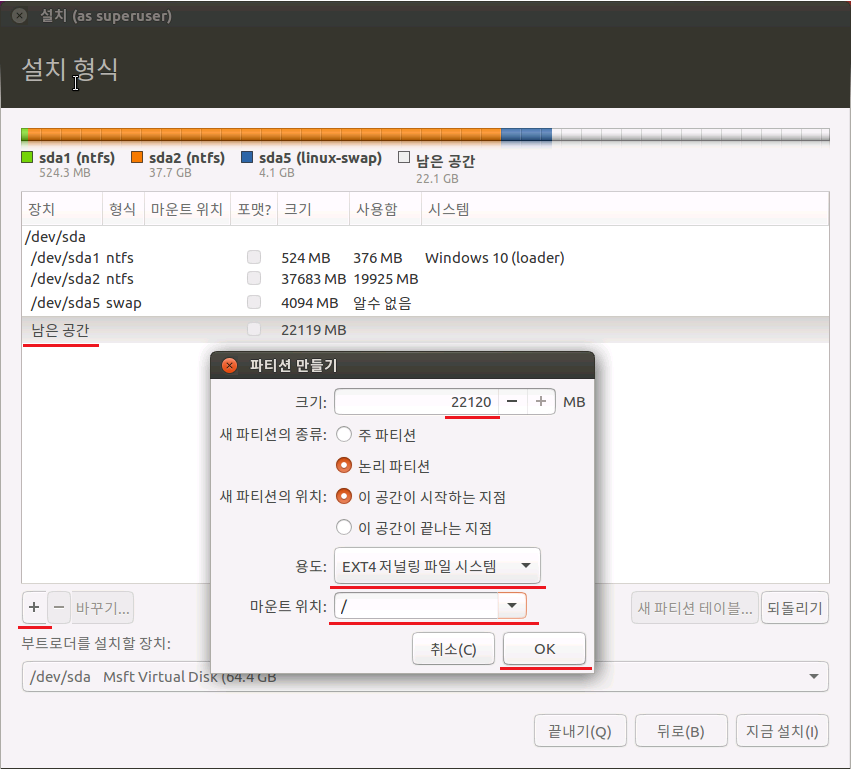 설치 (as superuser)
설치 형식
sda1 (ntfs) sda2 (ntfs) sda5 (linux-swap) 남은 공간
524.3 MB 37.7 GB 4.1 GB 22.1 GB
장치 형식 마운트 위치 포맷? 크기 사용함 시스템
/dev/sda
/dev/sda1 ntfs 524 MB 376 MB Windows 10 (loader)
/dev/sda2 ntfs 37683 MB 19925 MB
/dev/sda5 swap 4094 MB 알수 없음
남은 공간 22119 MB
파티션 만들기
크기: 22120 − + MB
새 파티션의 종류: 주 파티션
논리 파티션
새 파티션의 위치: 이 공간이 시작하는 지점
이 공간이 끝나는 지점
용도: EXT4 저널링 파일 시스템
마운트 위치: /
취소(C) OK
+ − 바꾸기... 새 파티션 테이블... 되돌리기
부트로더를 설치할 장치:
/dev/sda Msft Virtual Disk (64.4 GB
끝내기(Q) 뒤로(B) 지금 설치(I)